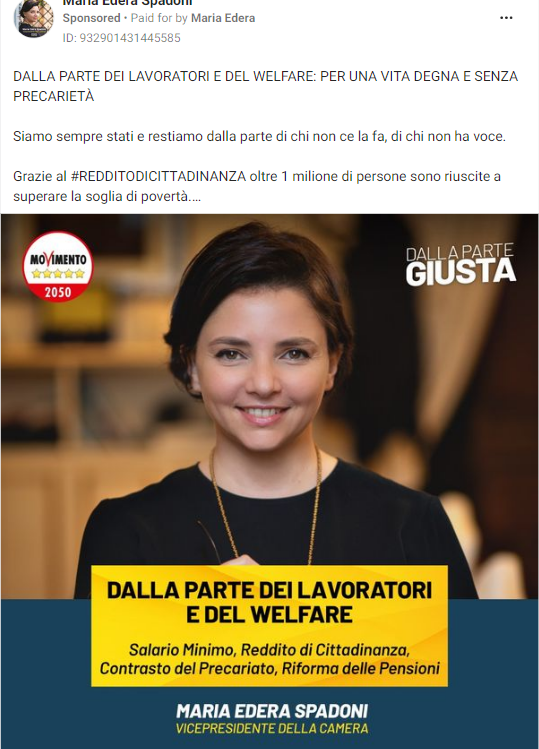 Maria Edera Spadoni
Sponsored • Paid for by Maria Edera
ID: 932901431445585
DALLA PARTE DEI LAVORATORI E DEL WELFARE: PER UNA VITA DEGNA E SENZA
PRECARIETÀ
Siamo sempre stati e restiamo dalla parte di chi non ce la fa, di chi non ha voce.
Grazie al #REDDITODICITTADINANZA oltre 1 milione di persone sono riuscite a
superare la soglia di povertà....
MOVIMENTO
2050
DALLA PARTE
GIUSTA
DALLA PARTE DEI LAVORATORI
E DEL WELFARE
Salario Minimo, Reddito di Cittadinanza,
Contrasto del Precariato, Riforma delle Pensioni
MARIA EDERA SPADONI
VICEPRESIDENTE DELLA CAMERA